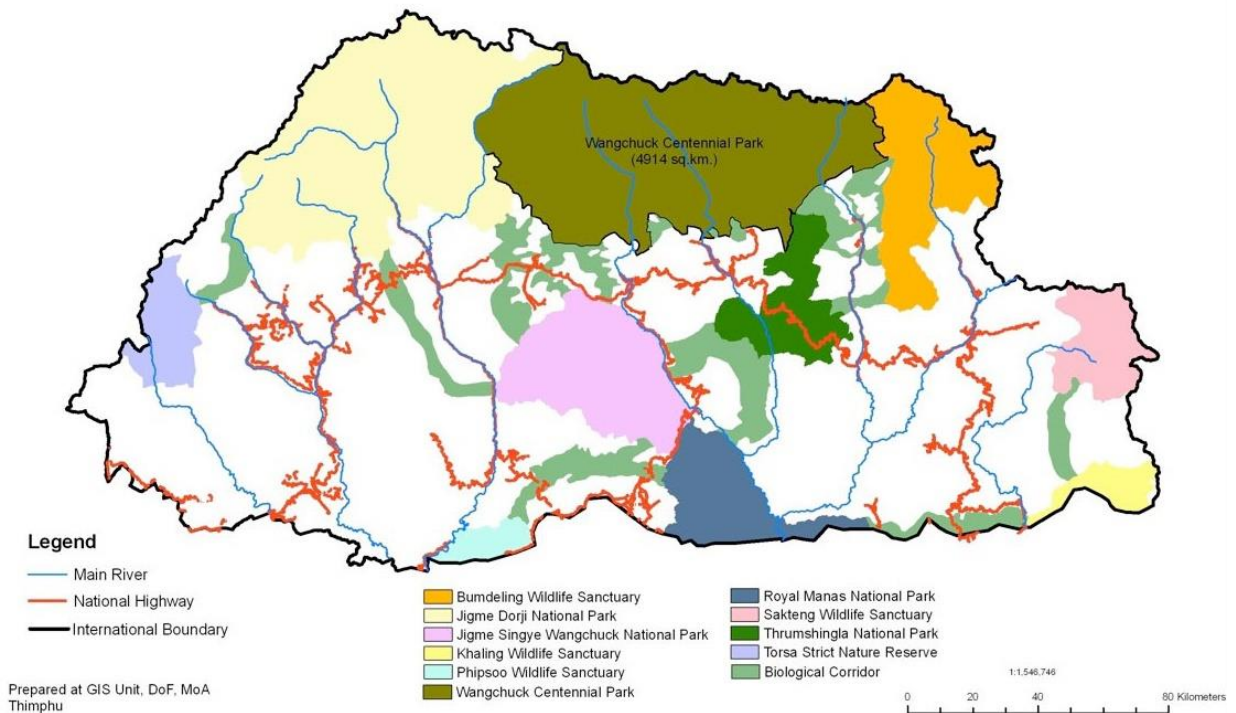 Wangchuck Centennial Park
(4914 sq.km.)
Legend
Main River
National Highway
International Boundary
Bumdeling Wildlife Sanctuary
Jigme Dorji National Park
Jigme Singye Wangchuck National Park
Khaling Wildlife Sanctuary
Phipsoo Wildlife Sanctuary
Wangchuck Centennial Park
Royal Manas National Park
Sakteng Wildlife Sanctuary
Thrumshingla National Park
Torsa Strict Nature Reserve
Biological Corridor
Prepared at GIS Unit, DoF, MoA
Thimphu
1:1,546,746
0 20 40 80 Kilometers